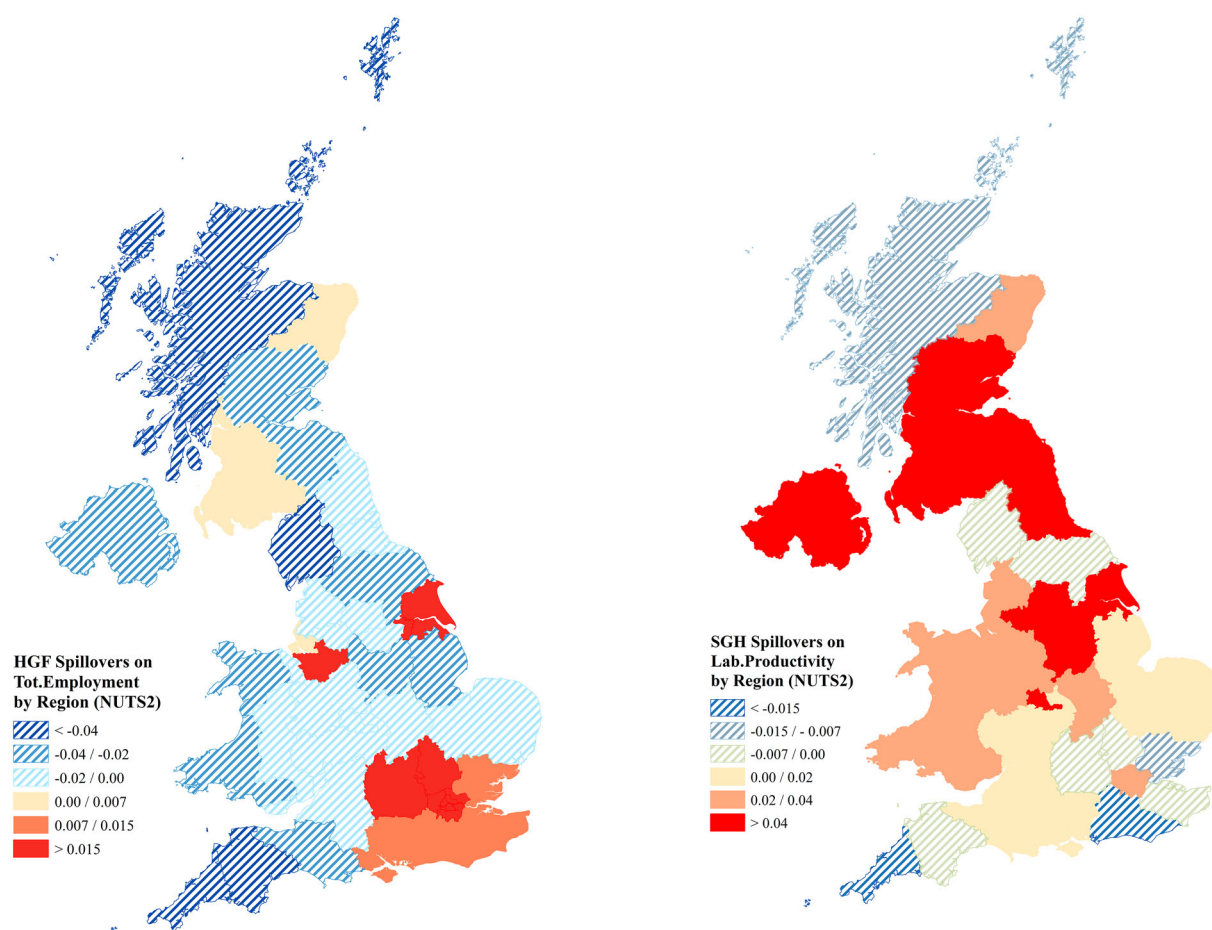 HGF Spillovers on
Tot.Employment
by Region (NUTS2)
< -0.04
-0.04 / -0.02
-0.02 / 0.00
0.00 / 0.007
0.007 / 0.015
> 0.015
SGH Spillovers on
Lab.Productivity
by Region (NUTS2)
< -0.015
-0.015 / - 0.007
-0.007 / 0.00
0.00 / 0.02
0.02 / 0.04
> 0.04